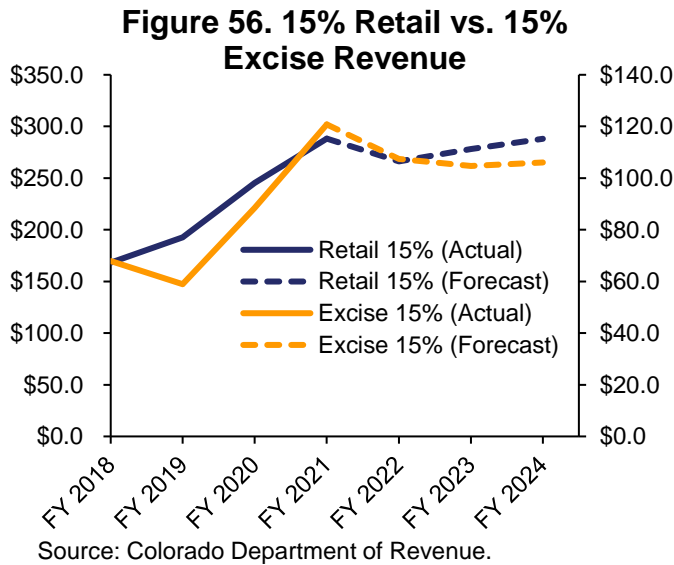 Figure 56. 15% Retail vs. 15%
Excise Revenue
$350.0
$300.0
$250.0
$200.0
$150.0
$100.0
$50.0
$0.0
$140.0
$120.0
$100.0
$80.0
$60.0
$40.0
$20.0
$0.0
Retail 15% (Actual)
Retail 15% (Forecast)
Excise 15% (Actual)
Excise 15% (Forecast)
FY 2018
FY 2019
FY 2020
FY 2021
FY 2022
FY 2023
FY 2024
Source: Colorado Department of Revenue.